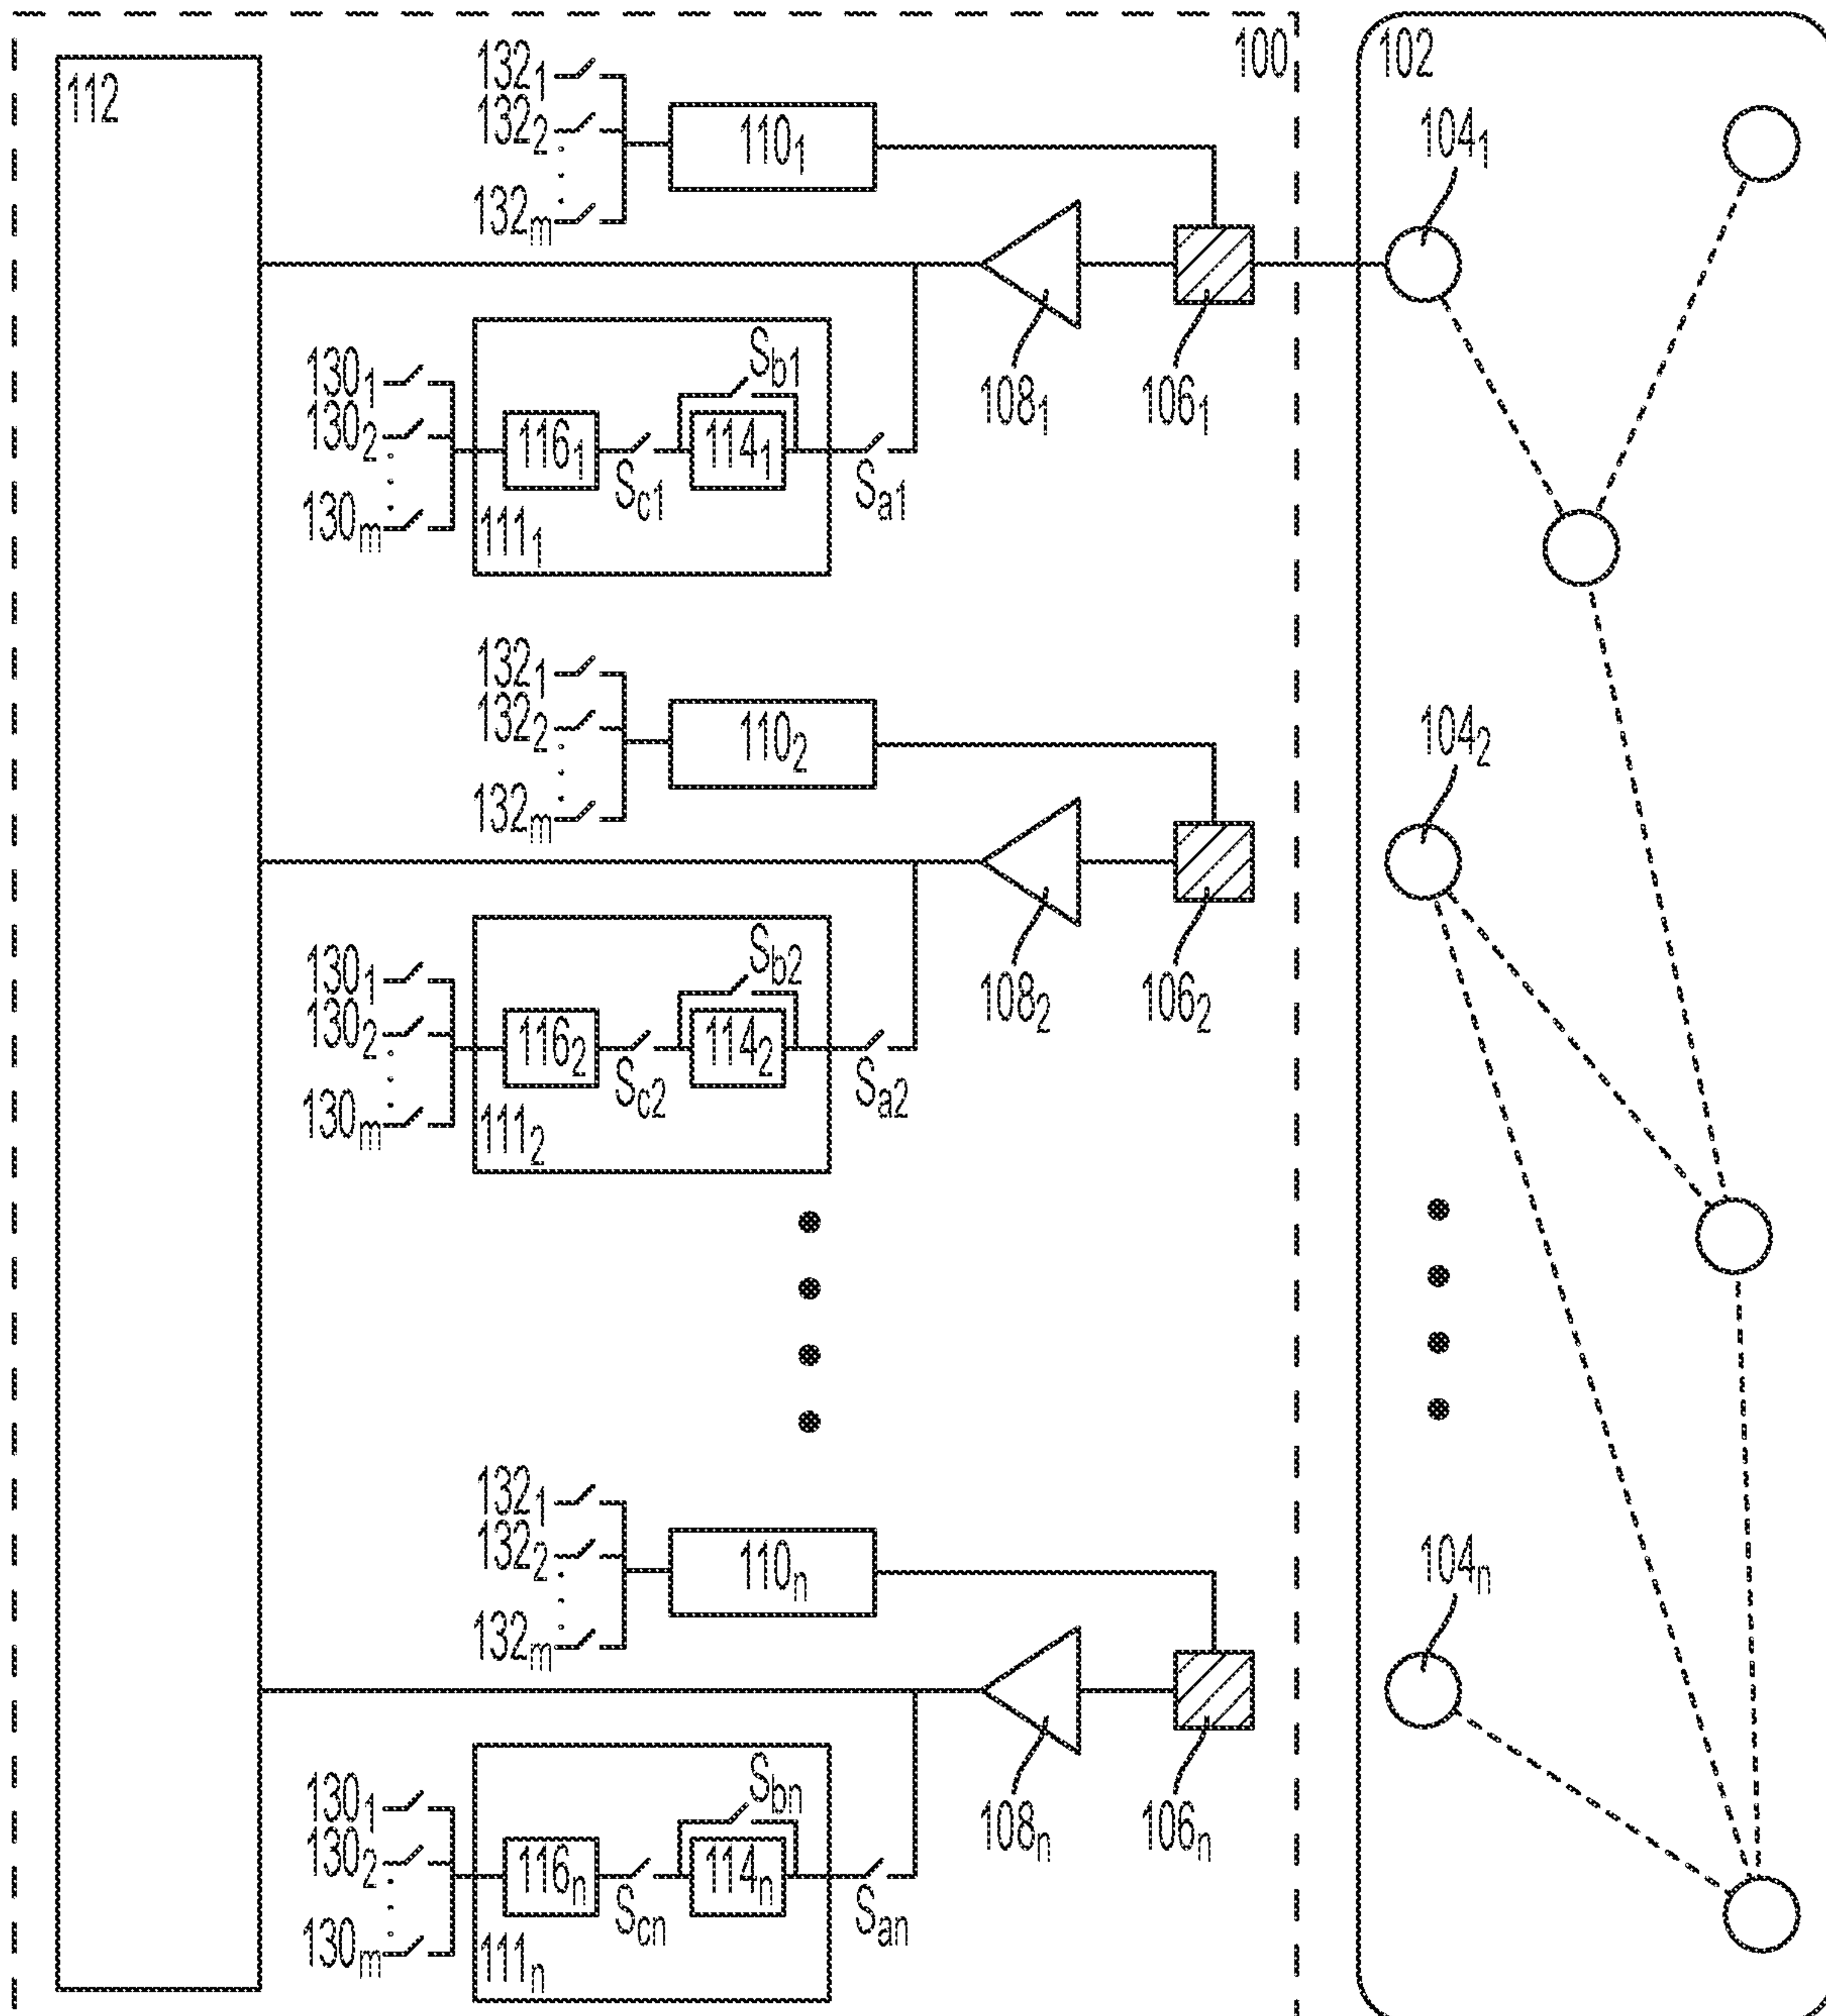 100
102
112
132₁
132₂
132ₘ
110₁
104₁
108₁
106₁
130₁
130₂
130ₘ
116₁
S_c1
114₁
S_b1
S_a1
111₁
132₁
132₂
132ₘ
110₂
104₂
108₂
106₂
130₁
130₂
130ₘ
116₂
S_c2
114₂
S_b2
S_a2
111₂
132₁
132₂
132ₘ
110ₙ
104ₙ
108ₙ
106ₙ
130₁
130₂
130ₘ
116ₙ
S_cn
114ₙ
S_bn
S_an
111ₙ